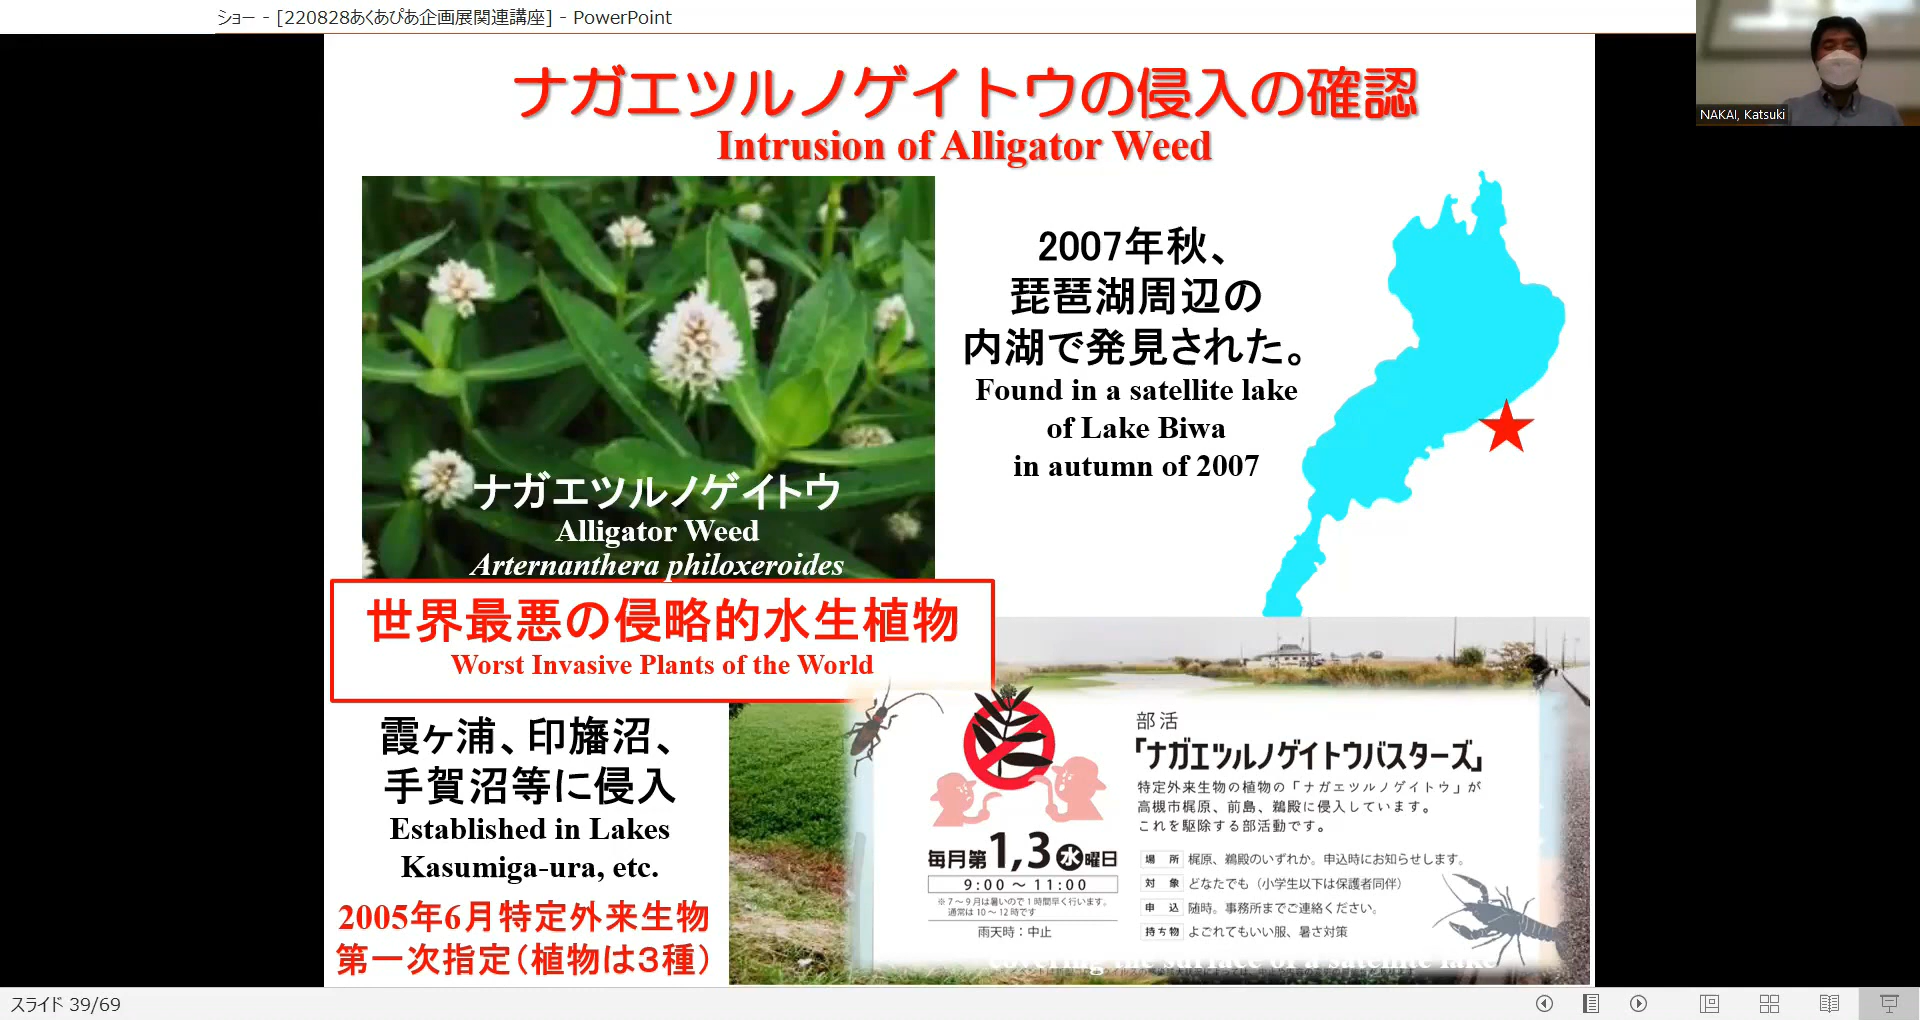 ショー - [220828あくあぴあ企画展関連講座] - PowerPoint
NAKAI, Katsuki
ナガエツルノゲイトウの侵入の確認
Intrusion of Alligator Weed
2007年秋、
琵琶湖周辺の
内湖で発見された。
Found in a satellite lake
of Lake Biwa
in autumn of 2007
ナガエツルノゲイトウ
Alligator Weed
Arternanthera philoxeroides
世界最悪の侵略的水生植物
Worst Invasive Plants of the World
霞ヶ浦、印旛沼、
手賀沼等に侵入
Established in Lakes
Kasumiga-ura, etc.
2005年6月特定外来生物
第一次指定(植物は3種)
部活
「ナガエツルノゲイトウバスターズ」
特定外来生物の植物の「ナガエツルノゲイトウ」が
高槻市梶原、前島、鵜殿に侵入しています。
これを駆除する部活動です。
毎月第1,3水曜日
9:00 ～ 11:00
※7～9月は暑いので1時間早く行います。
通常は10～12時です
雨天時：中止
場所 梶原、鵜殿のいずれか。申込時にお知らせします。
対象 どなたでも（小学生以下は保護者同伴）
申込 随時。事務所までご連絡ください。
持ち物 よごれてもいい服、暑さ対策
covering the surface of a satellite lake
スライド 39/69